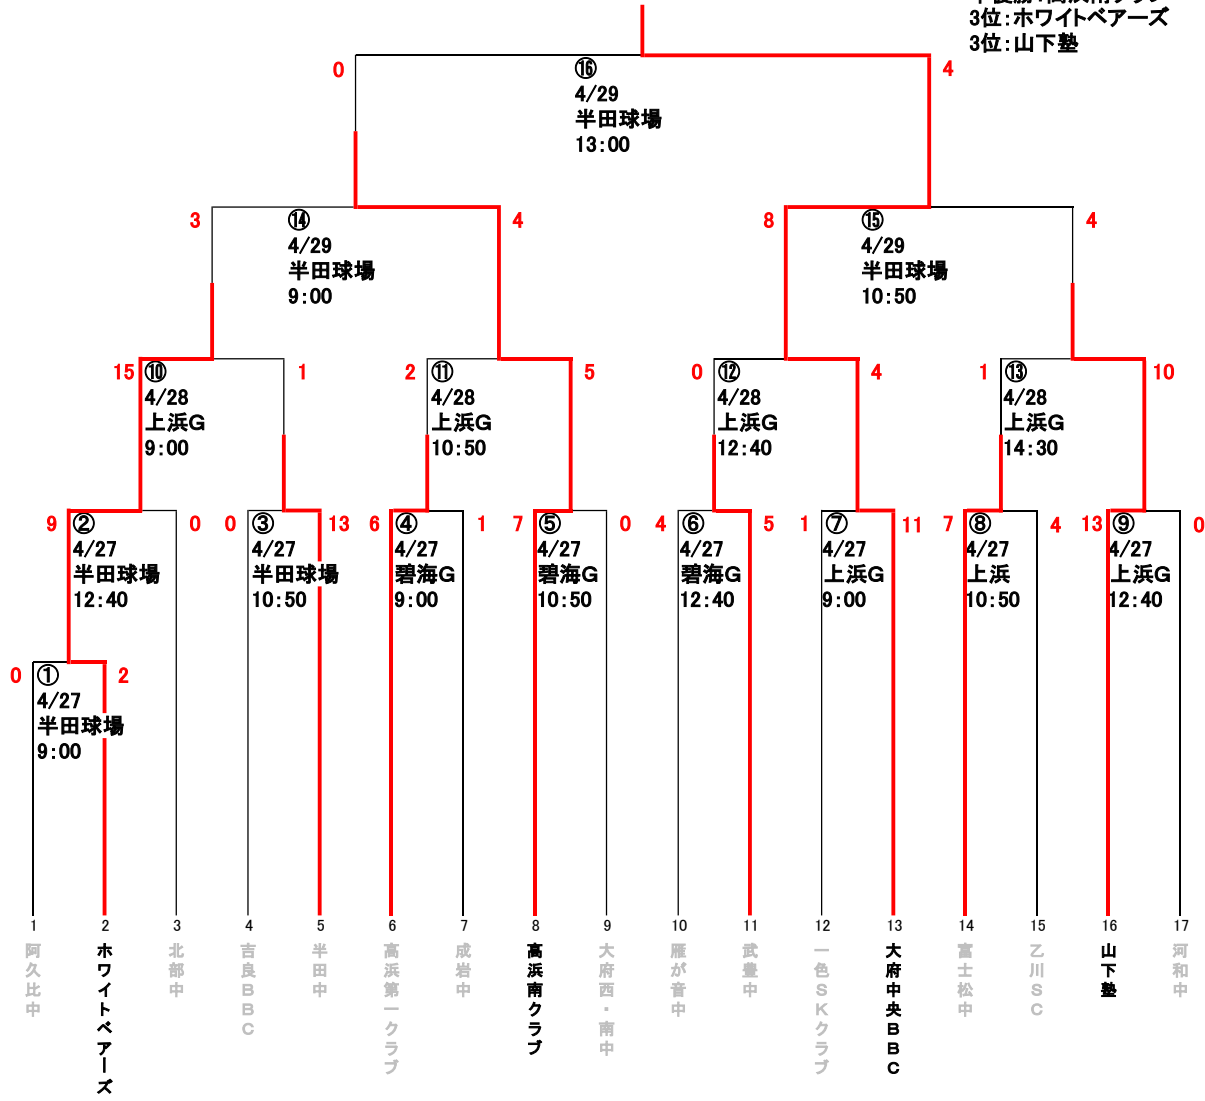 3位：ホワイトベアーズ
3位：山下塾
0
⑯
4/29
半田球場
13:00
4
3
⑭
4/29
半田球場
9:00
4
8
⑮
4/29
半田球場
10:50
4
15
⑩
4/28
上浜G
9:00
1
2
⑪
4/28
上浜G
10:50
5
0
⑫
4/28
上浜G
12:40
4
1
⑬
4/28
上浜G
14:30
10
9
②
4/27
半田球場
12:40
0
0
③
4/27
半田球場
10:50
13
6
④
4/27
碧海G
9:00
1
7
⑤
4/27
碧海G
10:50
0
4
⑥
4/27
碧海G
12:40
5
1
⑦
4/27
上浜G
9:00
11
7
⑧
4/27
上浜
10:50
4
13
⑨
4/27
上浜G
12:40
0
0
①
4/27
半田球場
9:00
2
1
阿久比中
2
ホワイトベアーズ
3
北部中
4
吉良BBC
5
半田中
6
高浜第一クラブ
7
成岩中
8
高浜南クラブ
9
大府西・南中
10
雁が音中
11
武豊中
12
一色SKクラブ
13
大府中央BBC
14
富士松中
15
乙川SC
16
山下塾
17
河和中